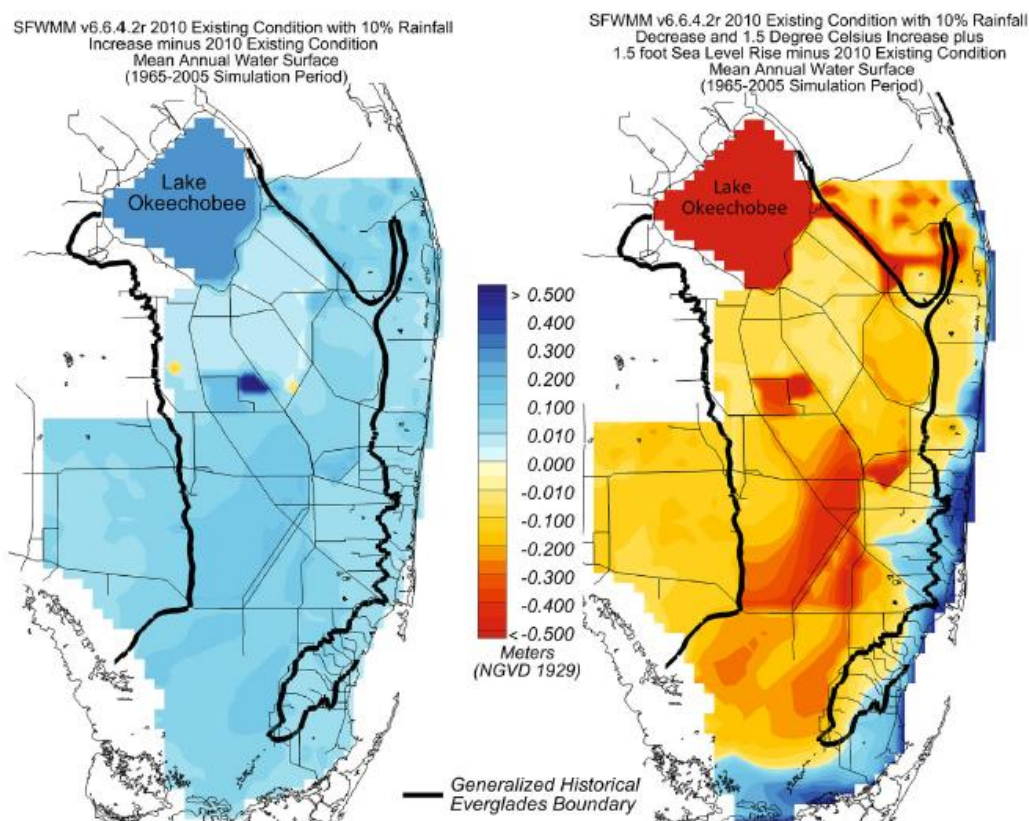 SFWMM v6.6.4.2r 2010 Existing Condition with 10% Rainfall
Increase minus 2010 Existing Condition
Mean Annual Water Surface
(1965-2005 Simulation Period)
SFWMM v6.6.4.2r 2010 Existing Condition with 10% Rainfall
Decrease and 1.5 Degree Celsius Increase plus
1.5 foot Sea Level Rise minus 2010 Existing Condition
Mean Annual Water Surface
(1965-2005 Simulation Period)
Lake
Okeechobee
Lake
Okeechobee
> 0.500
0.400
0.300
0.200
0.100
0.010
0.000
-0.010
-0.100
-0.200
-0.300
-0.400
< -0.500
Meters
(NGVD 1929)
Generalized Historical
Everglades Boundary